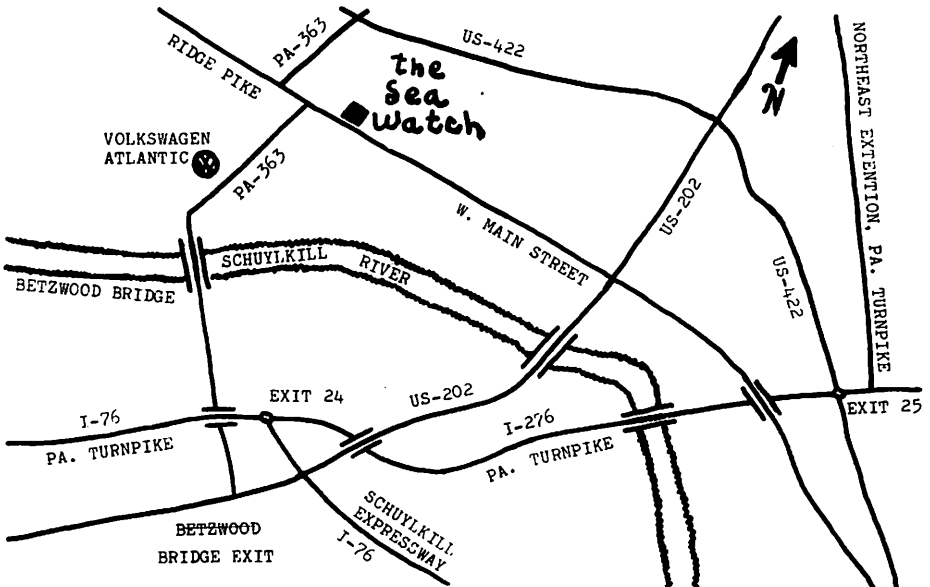 PA-363
US-422
RIDGE PIKE
the
Sea
Watch
N
NORTHEAST EXTENTION, PA. TURNPIKE
VOLKSWAGEN
ATLANTIC
PA-363
US-202
W. MAIN STREET
SCHUYLKILL
RIVER
BETZWOOD BRIDGE
US-422
EXIT 24
US-202
I-76
PA. TURNPIKE
I-276
PA. TURNPIKE
EXIT 25
SCHUYLKILL
EXPRESSWAY
I-76
BETZWOOD
BRIDGE EXIT